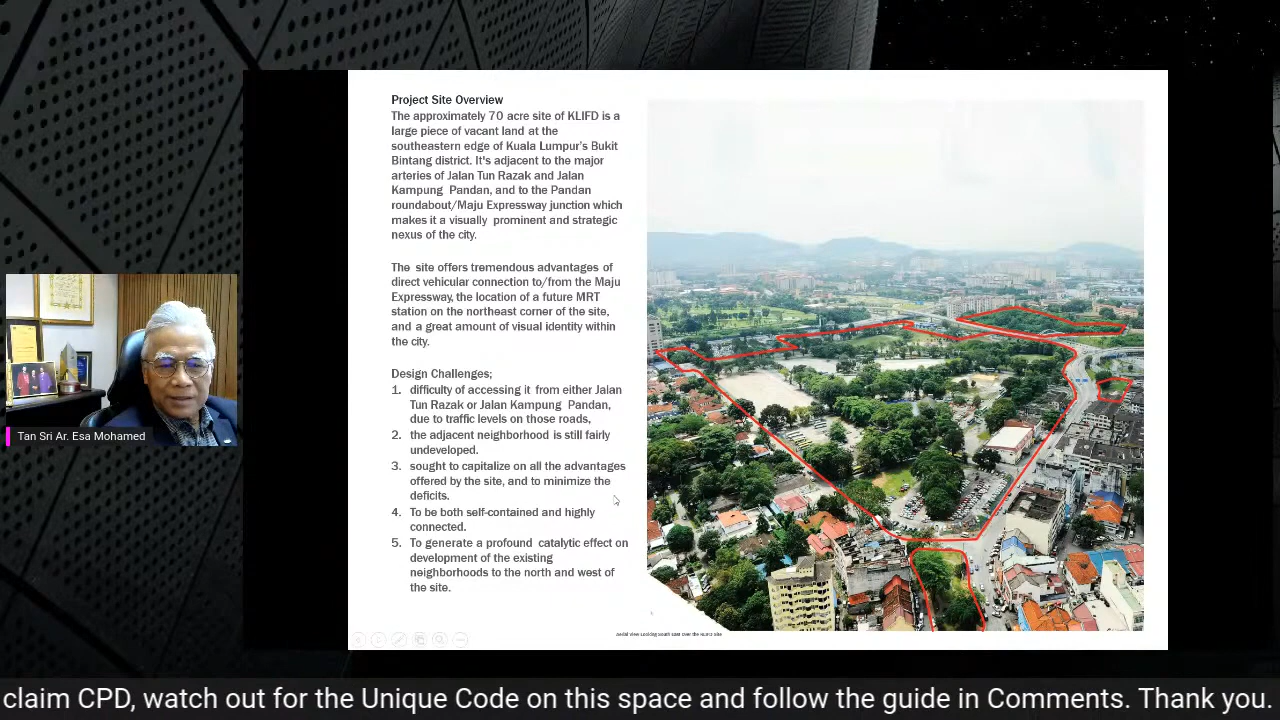 Project Site Overview
The approximately 70 acre site of KLIFD is a
large piece of vacant land at the
southeastern edge of Kuala Lumpur's Bukit
Bintang district. It's adjacent to the major
arteries of Jalan Tun Razak and Jalan
Kampung Pandan, and to the Pandan
roundabout/Maju Expressway junction which
makes it a visually prominent and strategic
nexus of the city.
The site offers tremendous advantages of
direct vehicular connection to/from the Maju
Expressway, the location of a future MRT
station on the northeast corner of the site,
and a great amount of visual identity within
the city.
Design Challenges;
1. difficulty of accessing it from either Jalan
Tun Razak or Jalan Kampung Pandan,
due to traffic levels on those roads,
2. the adjacent neighborhood is still fairly
undeveloped.
3. sought to capitalize on all the advantages
offered by the site, and to minimize the
deficits.
4. To be both self-contained and highly
connected.
5. To generate a profound catalytic effect on
development of the existing
neighborhoods to the north and west of
the site.
Aerial View Looking South East Over the KLIFD Site
Tan Sri Ar. Esa Mohamed
claim CPD, watch out for the Unique Code on this space and follow the guide in Comments. Thank you.